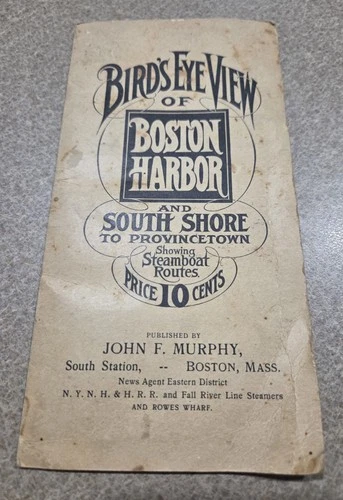 BIRD'S EYE VIEW
OF
BOSTON
HARBOR
AND
SOUTH SHORE
TO PROVINCETOWN
Showing
Steamboat
Routes.
PRICE 10 CENTS
PUBLISHED BY
JOHN F. MURPHY,
South Station, -- BOSTON, MASS.
News Agent Eastern District
N. Y. N. H. & H. R. R. and Fall River Line Steamers
AND ROWES WHARF.